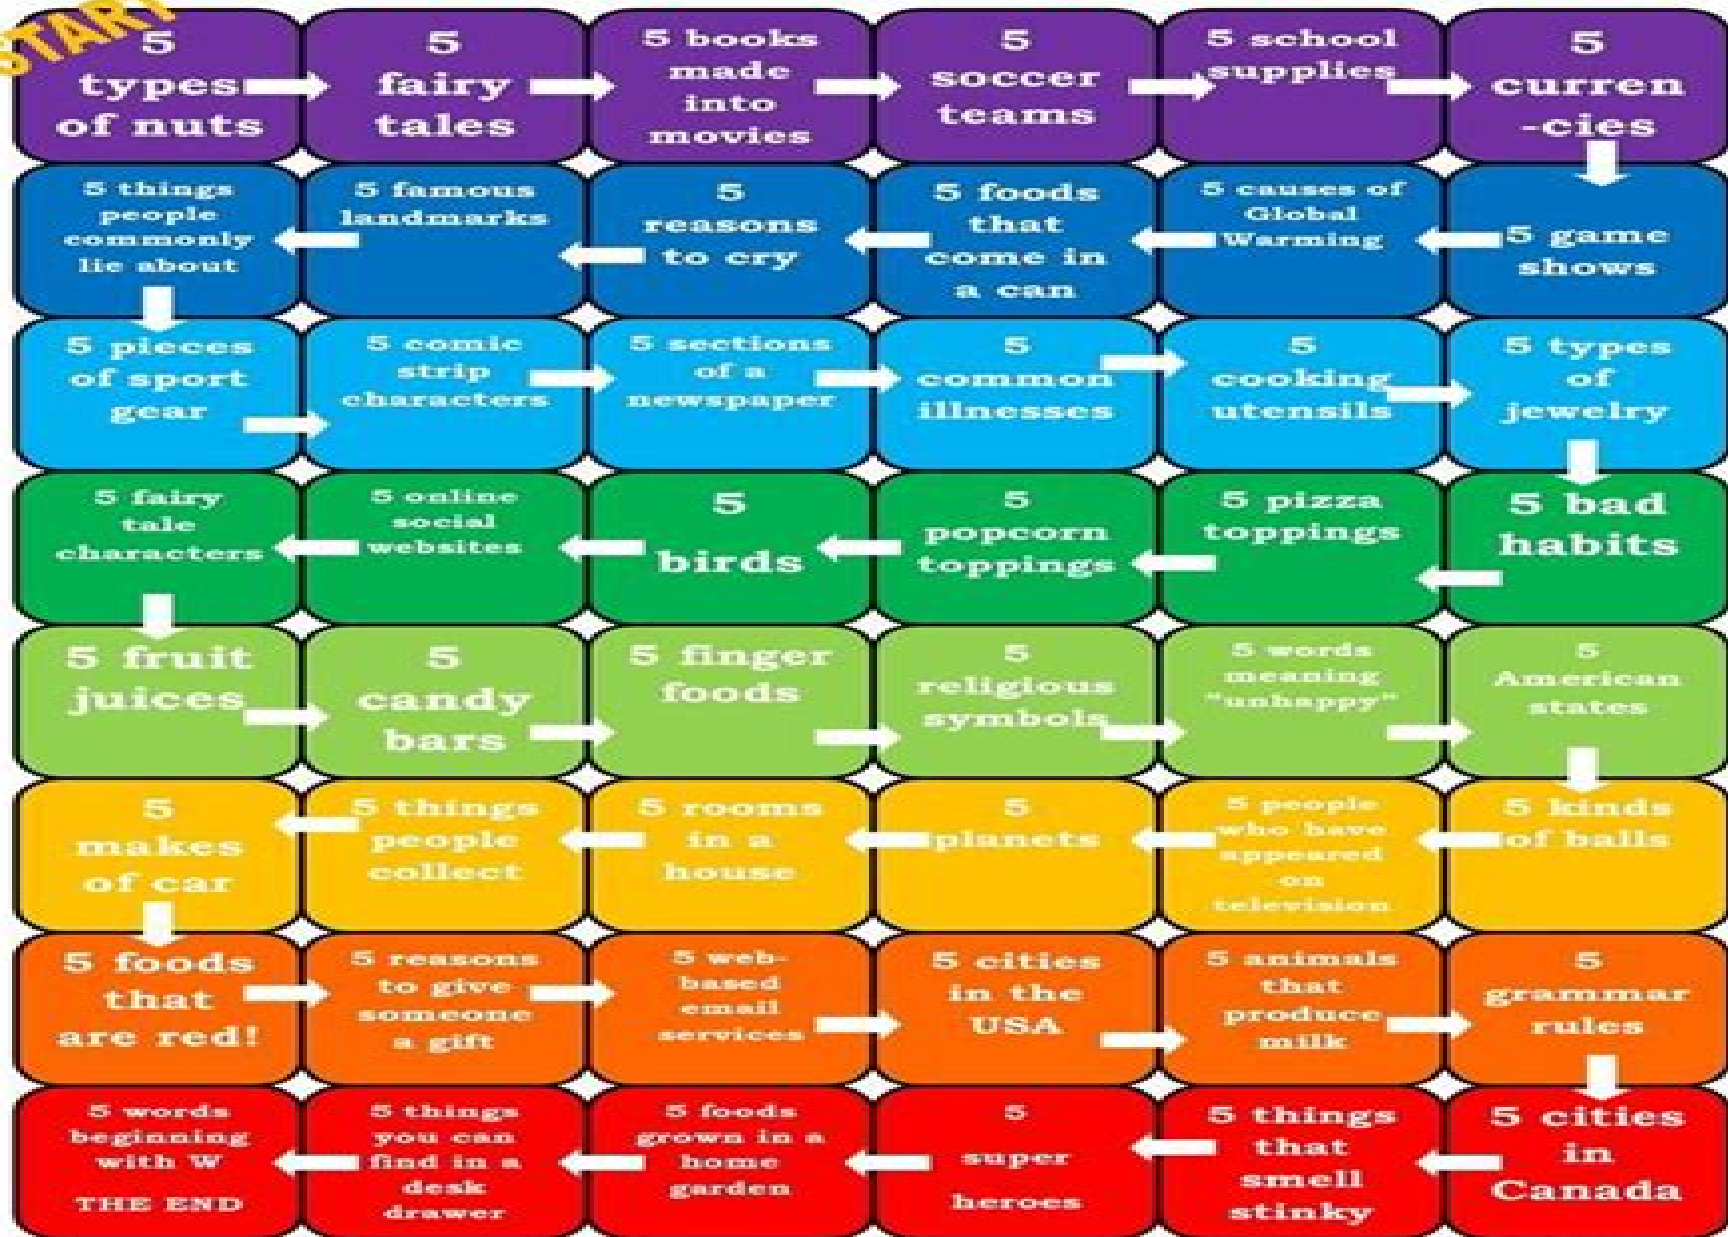 START
5
types
of nuts
5
fairy
tales
5 books
made
into
movies
5
soccer
teams
5 school
supplies
5
curren
-cies
5 things
people
commonly
lie about
5 famous
landmarks
5
reasons
to cry
5 foods
that
come in
a can
5 causes of
Global
Warming
5 game
shows
5 pieces
of sport
gear
5 comic
strip
characters
5 sections
of a
newspaper
5
common
illnesses
5
cooking
utensils
5 types
of
jewelry
5 fairy
tale
characters
5 online
social
websites
5
birds
5
popcorn
toppings
5 pizza
toppings
5 bad
habits
5 fruit
juices
5
candy
bars
5 finger
foods
5
religious
symbols
5 words
meaning
"unhappy"
5
American
states
5
makes
of car
5 things
people
collect
5 rooms
in a
house
5
planets
5 people
who have
appeared
on
television
5 kinds
of balls
5 foods
that
are red!
5 reasons
to give
someone
a gift
5 web-
based
email
services
5 cities
in the
USA
5 animals
that
produce
milk
5
grammar
rules
5 words
beginning
with W
THE END
5 things
you can
find in a
desk
drawer
5 foods
grown in a
home
garden
5
super
heroes
5 things
that
smell
stinky
5 cities
in
Canada